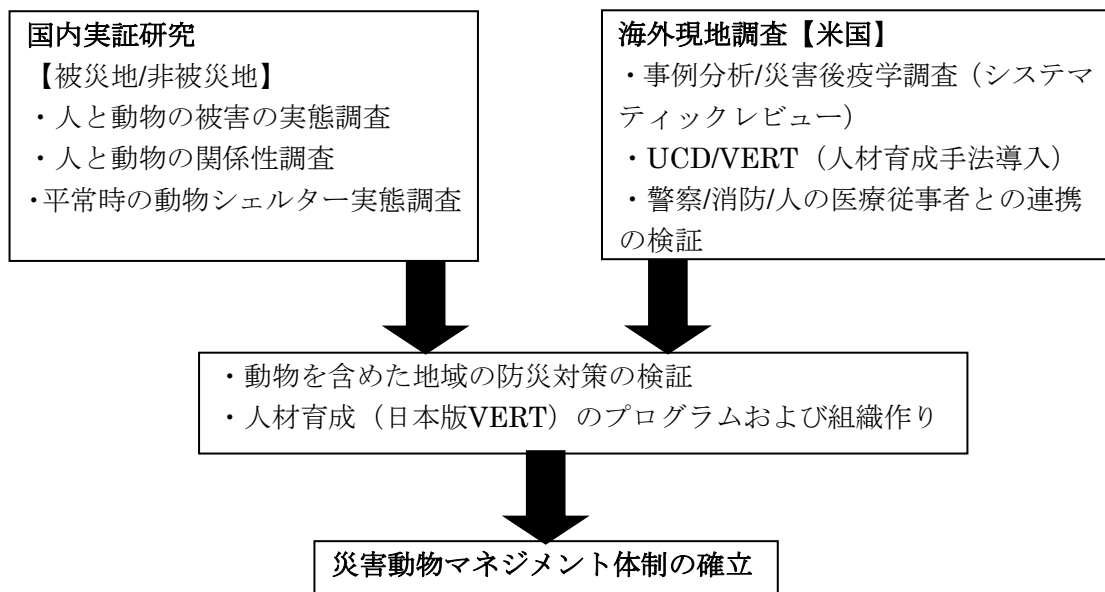 国内実証研究
【被災地/非被災地】
・人と動物の被害の実態調査
・人と動物の関係性調査
・平常時の動物シェルター実態調査
海外現地調査【米国】
・事例分析/災害後疫学調査（システマ
ティックレビュー）
・UCD/VERT（人材育成手法導入）
・警察/消防/人の医療従事者との連携
の検証
・動物を含めた地域の防災対策の検証
・人材育成（日本版VERT）のプログラムおよび組織作り
災害動物マネジメント体制の確立